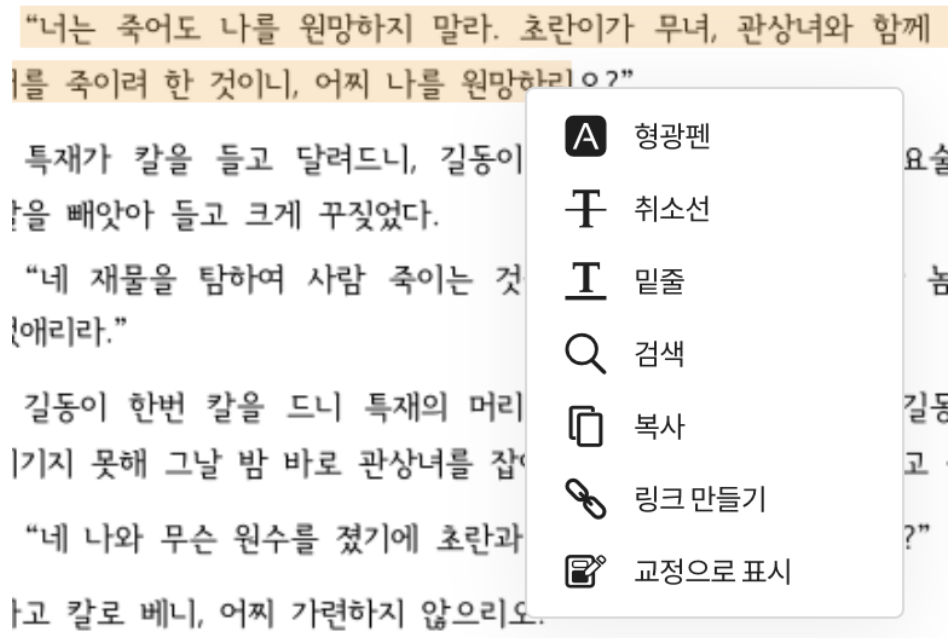 “너는 죽어도 나를 원망하지 말라. 초란이가 무녀, 관상녀와 함께
를 죽이려 한 것이니, 어찌 나를 원망하리오?”
특재가 칼을 들고 달려드니, 길동이
을 빼앗아 들고 크게 꾸짖었다.
“네 재물을 탐하여 사람 죽이는
놈
애리라.”
길동이 한번 칼을 드니 특재의 머리
길동
기지 못해 그날 밤 바로 관상녀를
고
“네 나와 무슨 원수를 졌기에 초란과
?”
고 칼로 베니, 어찌 가련하지 않으리오.
형광펜
취소선
밑줄
검색
복사
링크 만들기
교정으로 표시